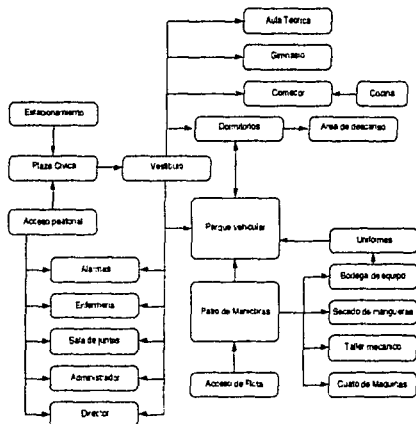 Aula Teorica
Gimnasio
Comedor
Cocina
Estacionamiento
Dormitorios
Area de descanso
Plaza Civica
Vestibulo
Acceso peatonal
Parque vehicular
Uniformes
Alarmas
Bodega de equipo
Enfermeria
Patio de Maniobras
Secado de mangueras
Sala de juntas
Taller mecanico
Administrador
Acceso de Flota
Cuarto de Maquinas
Director